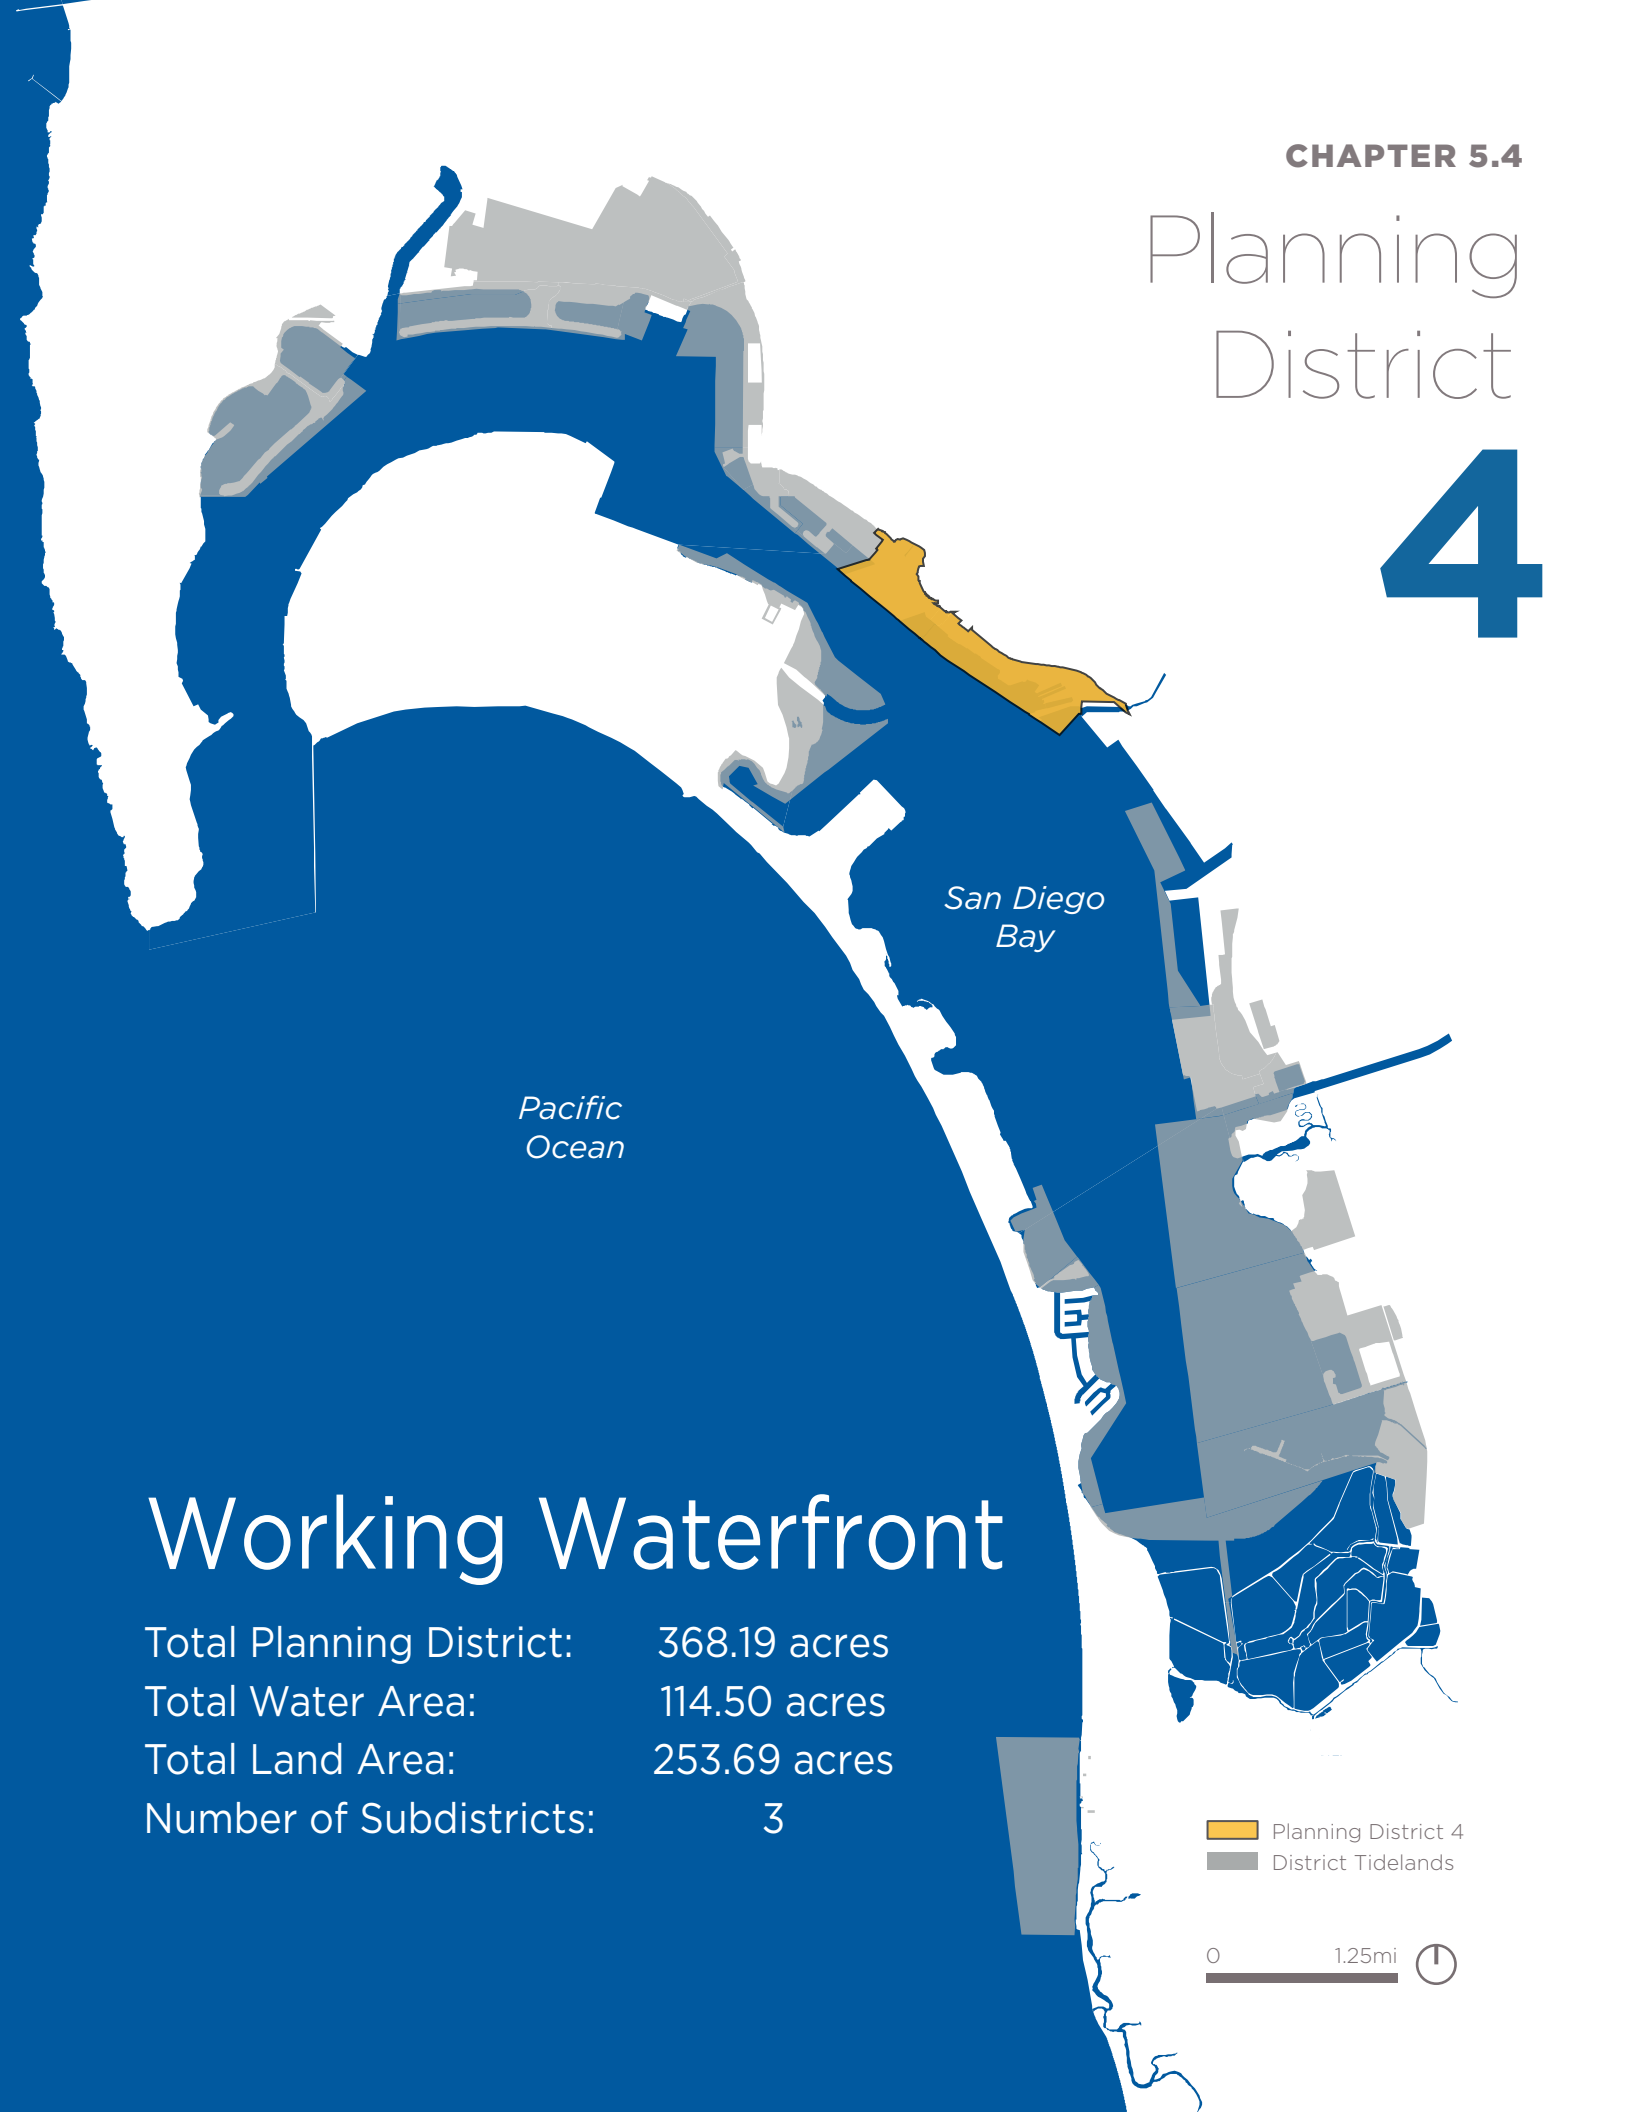 CHAPTER 5.4
Planning
District
4
San Diego
Bay
Pacific
Ocean
Working Waterfront
Total Planning District: 368.19 acres
Total Water Area: 114.50 acres
Total Land Area: 253.69 acres
Number of Subdistricts: 3
Planning District 4
District Tidelands
0 1.25mi